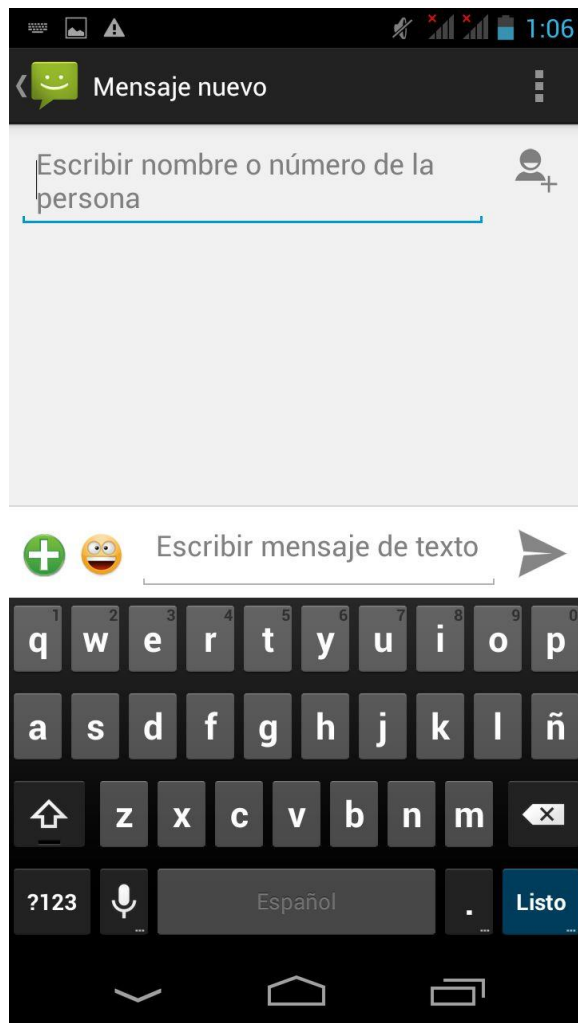 1:06
Mensaje nuevo
Escribir nombre o número de la
persona
Escribir mensaje de texto
1 2 3 4 5 6 7 8 9 0
q w e r t y u i o p
a s d f g h j k l ñ
z x c v b n m
?123 Español . Listo